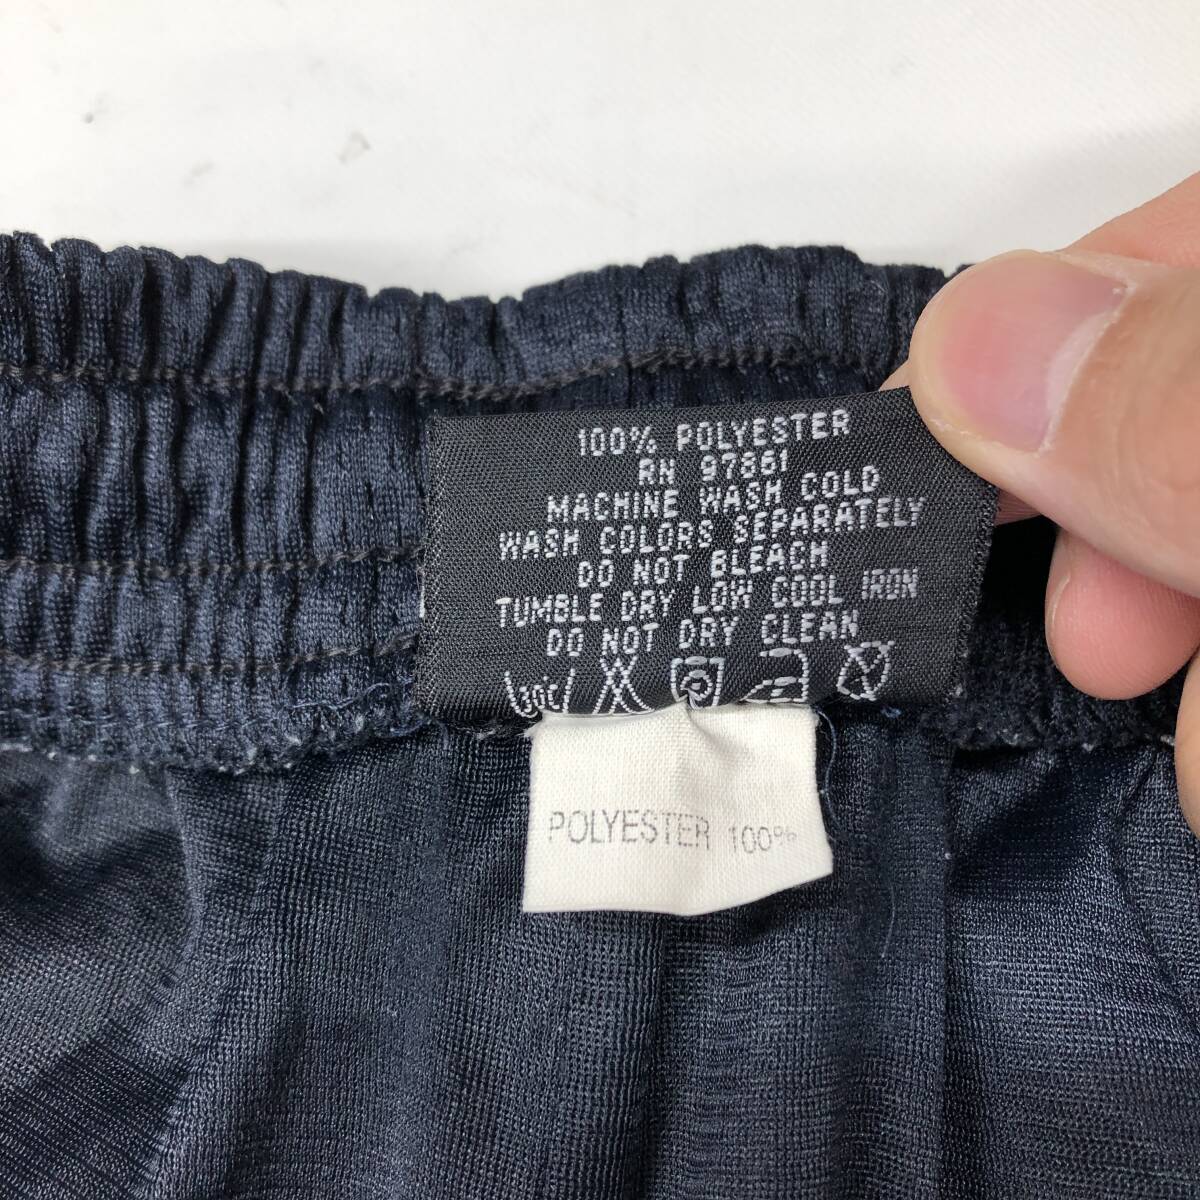 100% POLYESTER
RN 97861
MACHINE WASH COLD
WASH COLORS SEPARATELY
DO NOT BLEACH
TUMBLE DRY LOW COOL IRON
DO NOT DRY CLEAN
30C
POLYESTER 100%